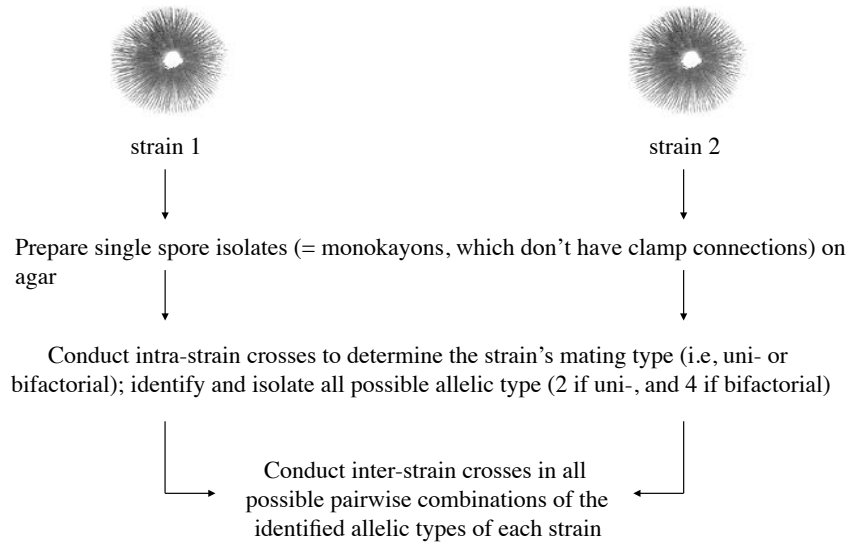 strain 1
strain 2
Prepare single spore isolates (= monokayons, which don't have clamp connections) on
agar
Conduct intra-strain crosses to determine the strain's mating type (i.e, uni- or
bifactorial); identify and isolate all possible allelic type (2 if uni-, and 4 if bifactorial)
Conduct inter-strain crosses in all
possible pairwise combinations of the
identified allelic types of each strain